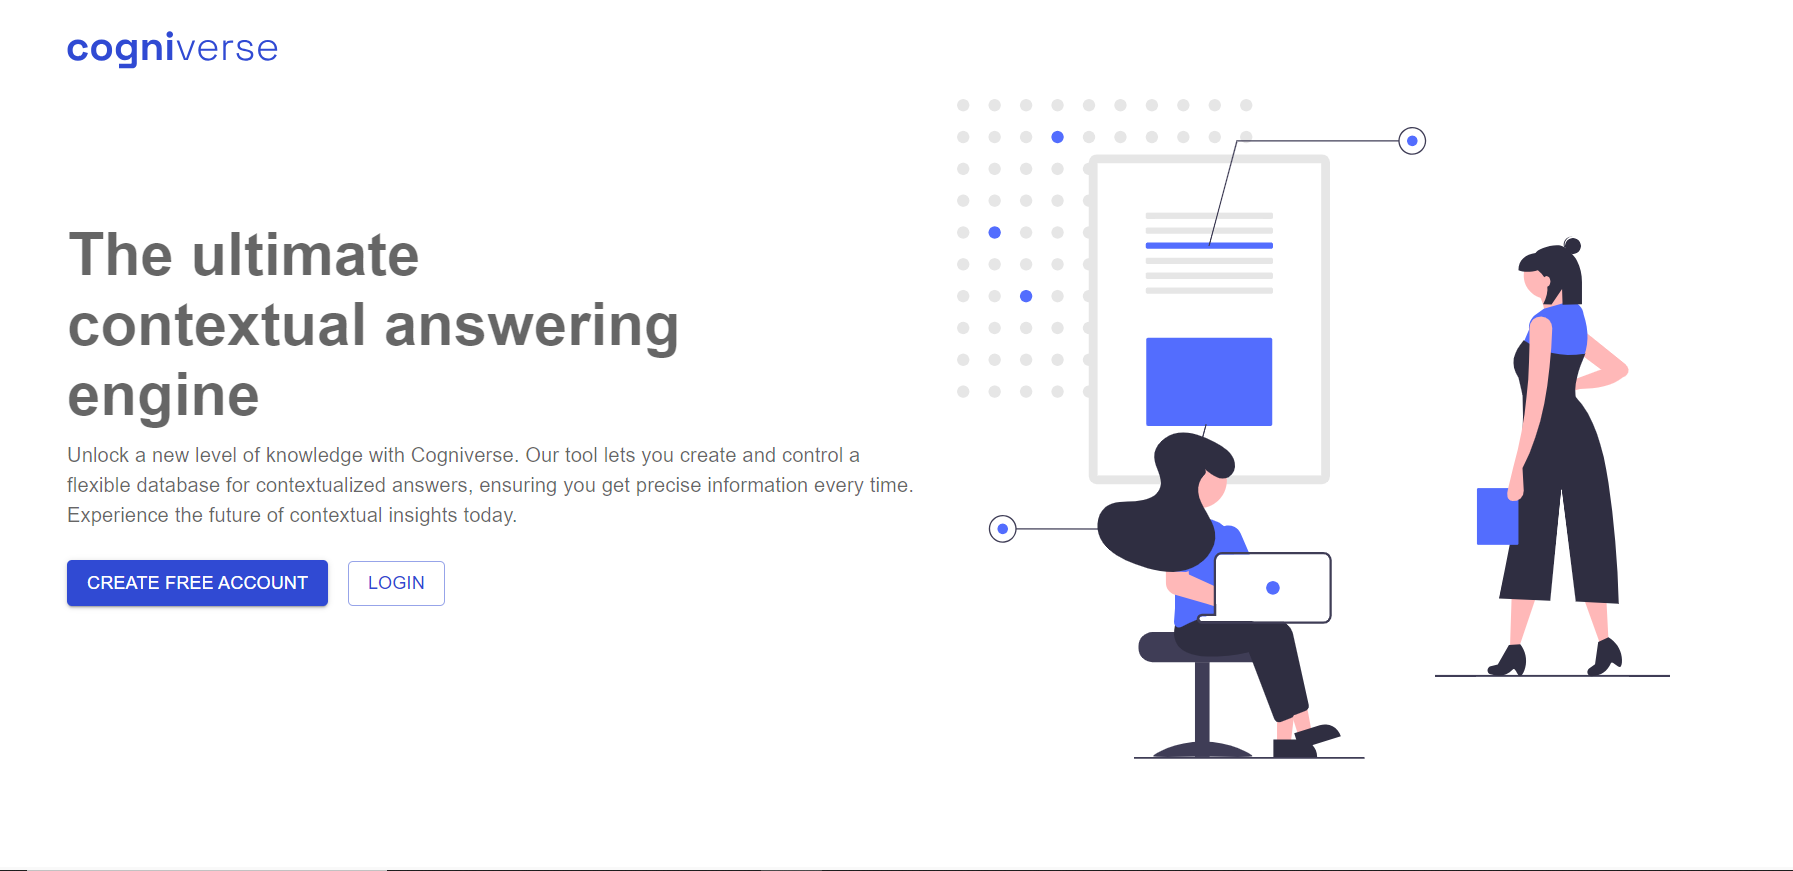 cogniverse
The ultimate
contextual answering
engine
Unlock a new level of knowledge with Cogniverse. Our tool lets you create and control a
flexible database for contextualized answers, ensuring you get precise information every time.
Experience the future of contextual insights today.
CREATE FREE ACCOUNT
LOGIN